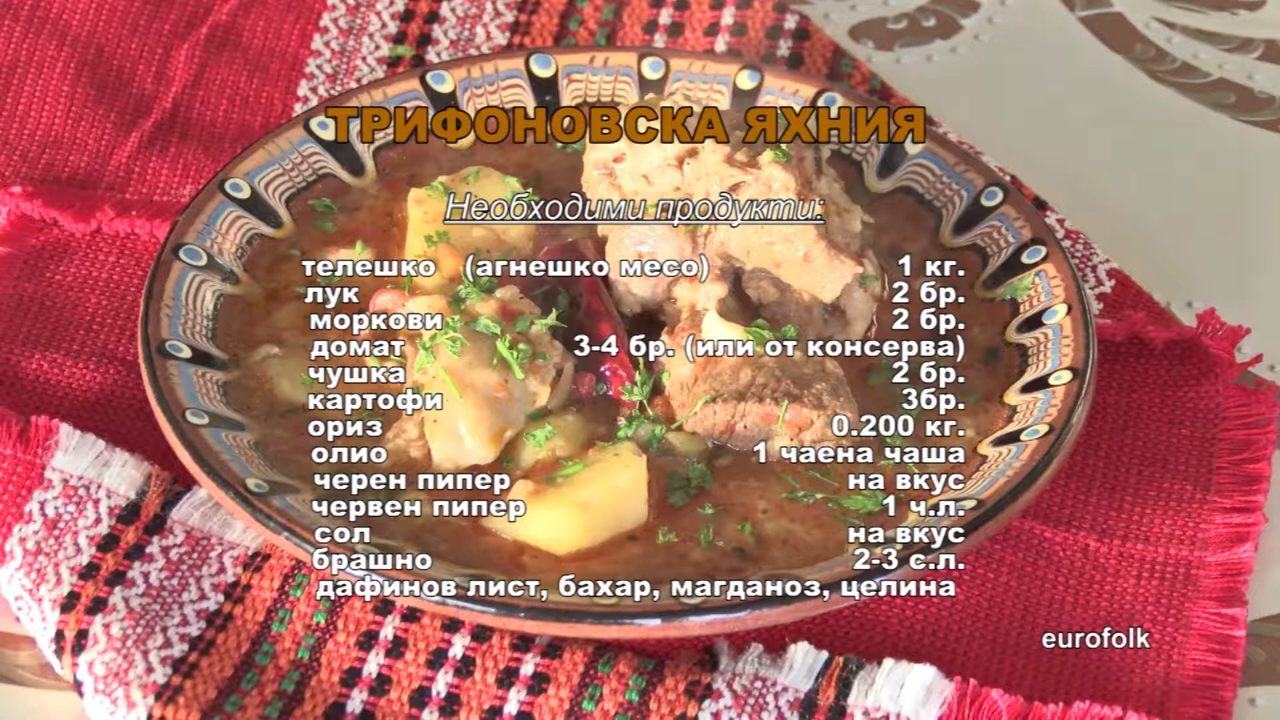 ТРИФОНОВСКА ЯХНИЯ
Необходими продукти:
телешко (агнешко месо) 1 кг.
лук 2 бр.
моркови 2 бр.
домат 3-4 бр. (или от консерва)
чушка 2 бр.
картофи 3бр.
ориз 0.200 кг.
олио 1 чаена чаша
черен пипер на вкус
червен пипер 1 ч.л.
сол на вкус
брашно 2-3 с.л.
дафинов лист, бахар, магданоз, целина
eurofolk